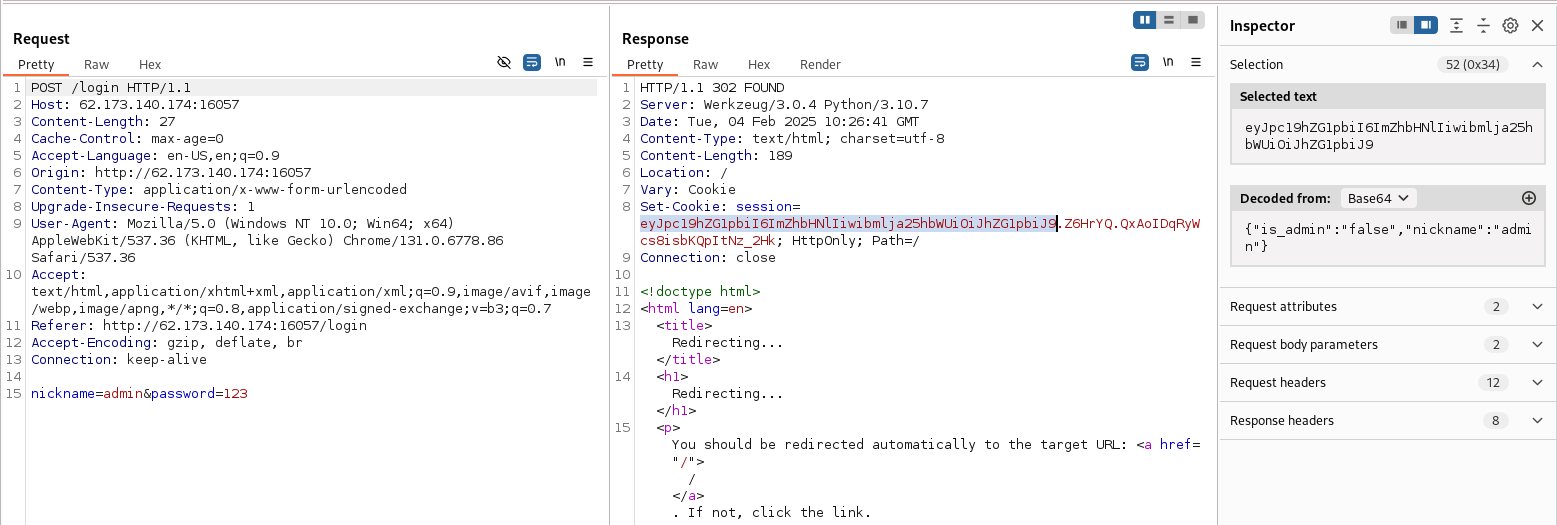 Request
Pretty Raw Hex
\n
1 POST /login HTTP/1.1
2 Host: 62.173.140.174:16057
3 Content-Length: 27
4 Cache-Control: max-age=0
5 Accept-Language: en-US,en;q=0.9
6 Origin: http://62.173.140.174:16057
7 Content-Type: application/x-www-form-urlencoded
8 Upgrade-Insecure-Requests: 1
9 User-Agent: Mozilla/5.0 (Windows NT 10.0; Win64; x64)
AppleWebKit/537.36 (KHTML, like Gecko) Chrome/131.0.6778.86
Safari/537.36
10 Accept:
text/html,application/xhtml+xml,application/xml;q=0.9,image/avif,image
/webp,image/apng,*/*;q=0.8,application/signed-exchange;v=b3;q=0.7
11 Referer: http://62.173.140.174:16057/login
12 Accept-Encoding: gzip, deflate, br
13 Connection: keep-alive
14
15 nickname=admin&password=123
Response
Pretty Raw Hex Render
\n
1 HTTP/1.1 302 FOUND
2 Server: Werkzeug/3.0.4 Python/3.10.7
3 Date: Tue, 04 Feb 2025 10:26:41 GMT
4 Content-Type: text/html; charset=utf-8
5 Content-Length: 189
6 Location: /
7 Vary: Cookie
8 Set-Cookie: session=
eyJpc19hZG1pbiI6ImZhbHNlIiwibmlja25hbWUiOiJhZG1pbiJ9.Z6HrYQ.QxAoIDqRyW
cs8isbKQpItNz_2Hk; HttpOnly; Path=/
9 Connection: close
10
11 <!doctype html>
12 <html lang=en>
13 <title>
Redirecting...
</title>
14 <h1>
Redirecting...
</h1>
15 <p>
You should be redirected automatically to the target URL: <a href=
"/">
/
</a>
. If not, click the link.
Inspector
Selection 52 (0x34)
Selected text
eyJpc19hZG1pbiI6ImZhbHNlIiwibmlja25h
bWUiOiJhZG1pbiJ9
Decoded from: Base64
{"is_admin":"false","nickname":"admi
n"}
Request attributes 2
Request body parameters 2
Request headers 12
Response headers 8